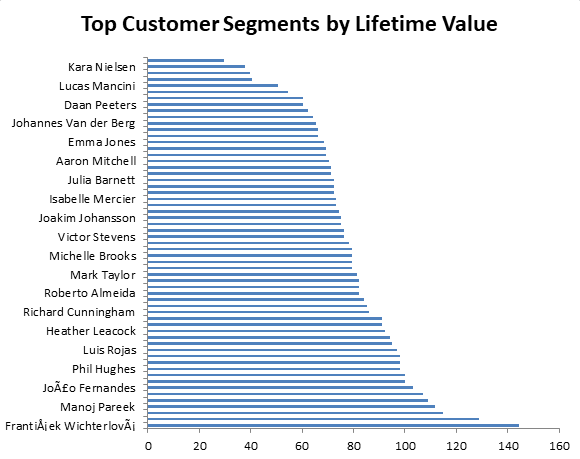 Top Customer Segments by Lifetime Value
Kara Nielsen
Lucas Mancini
Daan Peeters
Johannes Van der Berg
Emma Jones
Aaron Mitchell
Julia Barnett
Isabelle Mercier
Joakim Johansson
Victor Stevens
Michelle Brooks
Mark Taylor
Roberto Almeida
Richard Cunningham
Heather Leacock
Luis Rojas
Phil Hughes
JoÃ£o Fernandes
Manoj Pareek
FrantiÅ¡ek WichterlovÃ¡
0 20 40 60 80 100 120 140 160